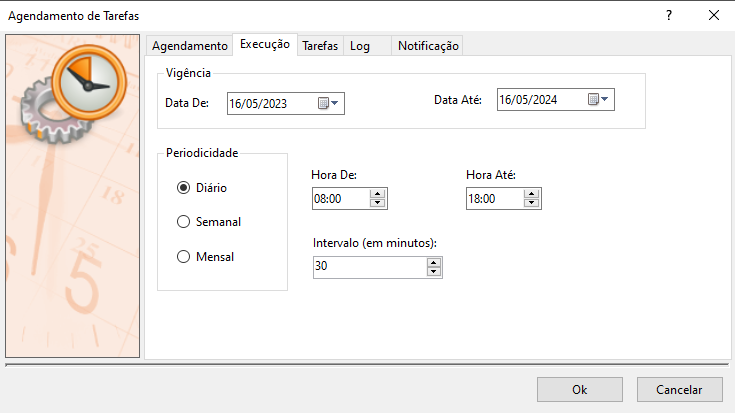 Agendamento de Tarefas ?
Agendamento Execução Tarefas Log Notificação
Vigência
Data De: 16/05/2023 Data Até: 16/05/2024
Periodicidade
Hora De: Hora Até:
Diário
08:00 18:00
Semanal
Intervalo (em minutos):
Mensal
30
Ok Cancelar